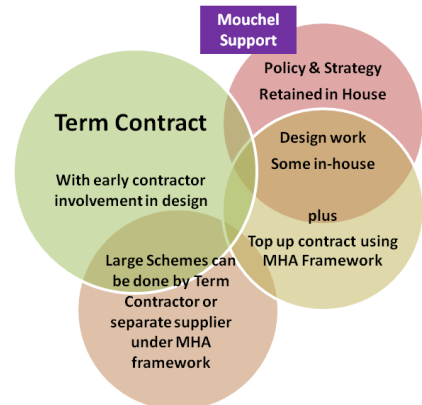 Mouchel
Support
Policy & Strategy
Retained in House
Term Contract
With early contractor
involvement in design
Design work
Some in-house
plus
Top up contract using
MHA Framework
Large Schemes can
be done by Term
Contractor or
separate supplier
under MHA
framework